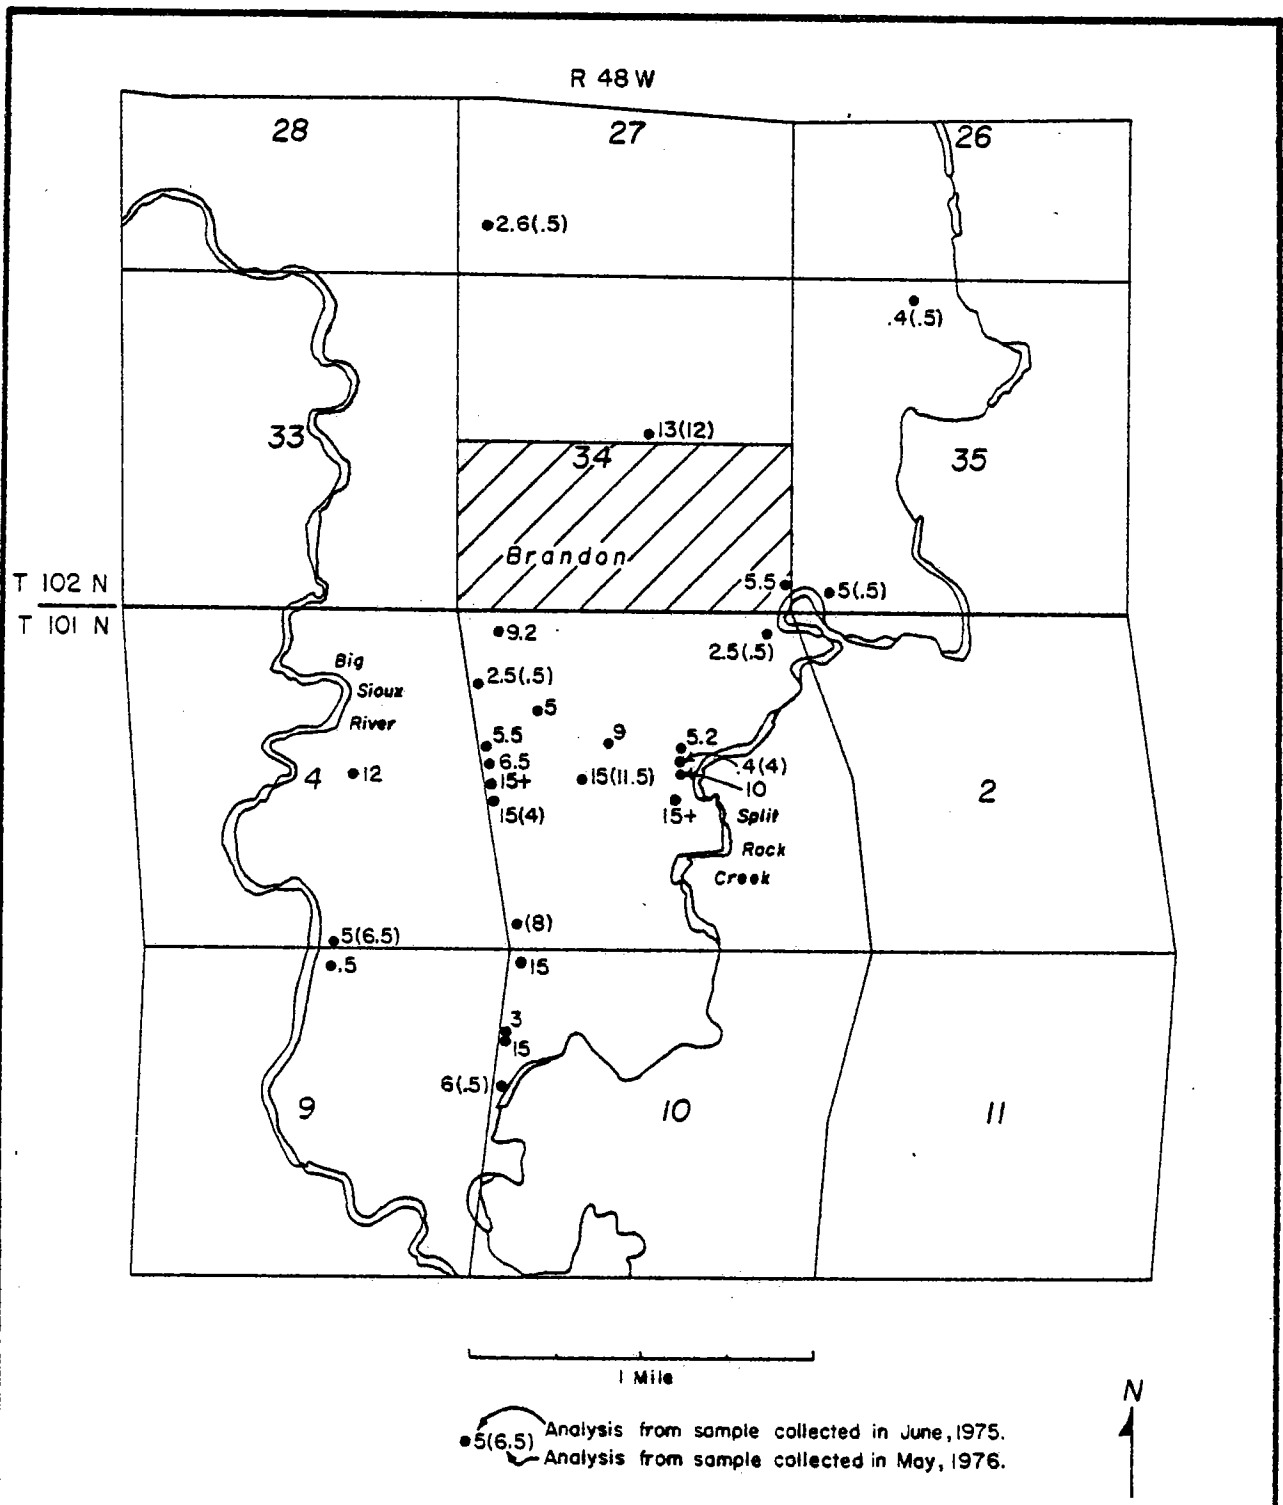 R 48 W
28
27
26
2.6(.5)
.4(.5)
13(12)
33
34
35
Brandon
5.5
5(.5)
T 102 N
T 101 N
9.2
2.5(.5)
Big
Sioux
River
2.5(.5)
5
5.5
9
5.2
6.5
.4(4)
4
12
15+
15(11.5)
10
2
15(4)
15+
Split
Rock
Creek
(8)
5(6.5)
.5
15
3
15
6(.5)
9
10
11
1 Mile
N
Analysis from sample collected in June, 1975.
5(6.5)
Analysis from sample collected in May, 1976.